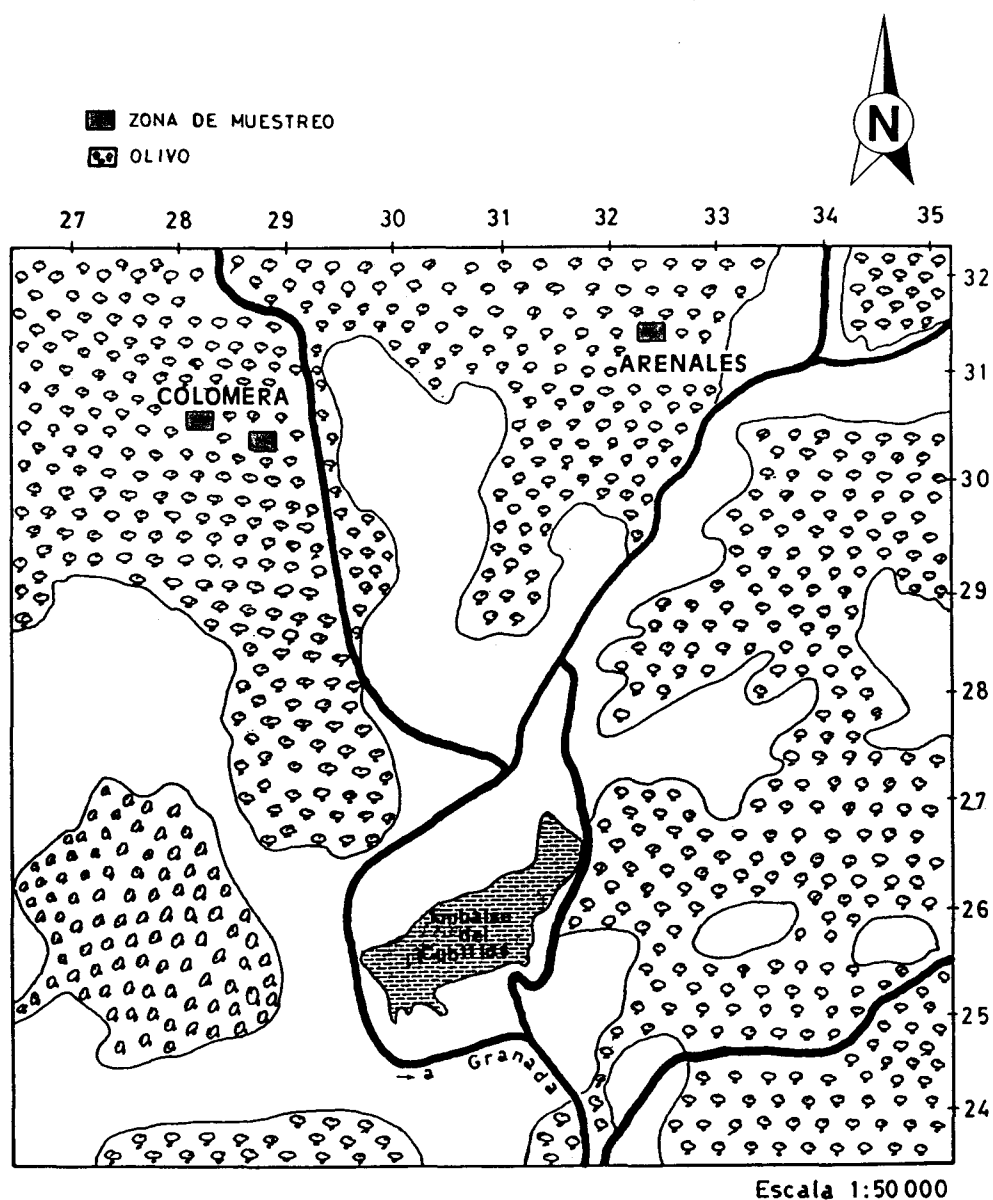 N
ZONA DE MUESTREO
OLIVO
27 28 29 30 31 32 33 34 35
32
31
ARENALES
COLOMERA
30
29
28
27
26
Embalse
del
Cubillas
25
→ a Granada
24
Escala 1:50 000